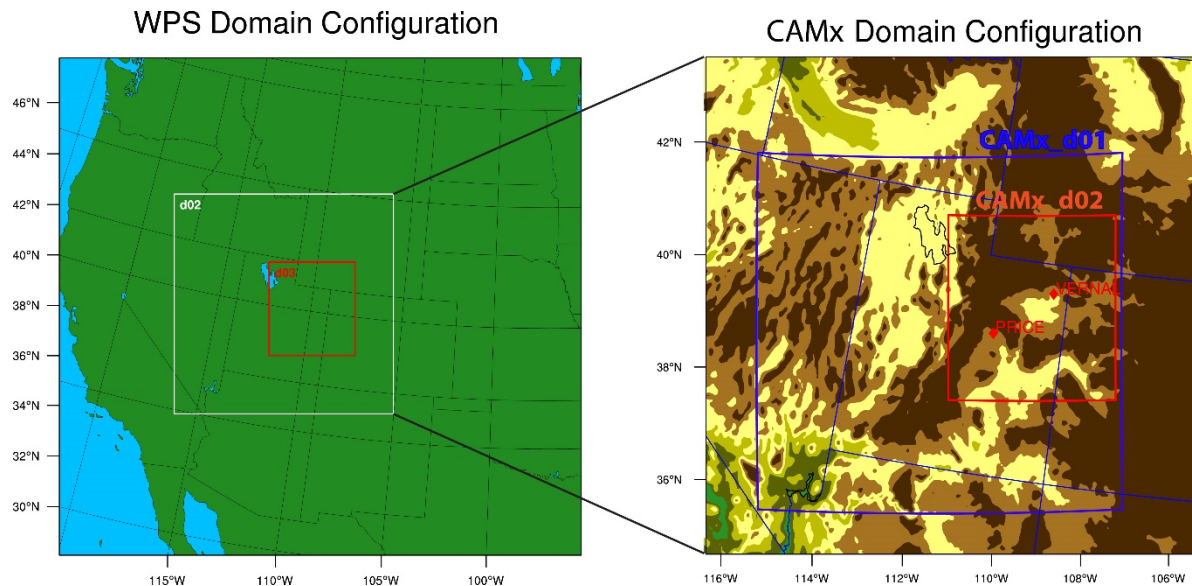 WPS Domain Configuration
46°N
44°N
42°N
40°N
38°N
36°N
34°N
32°N
30°N
d02
d03
115°W
110°W
105°W
100°W
CAMx Domain Configuration
42°N
40°N
38°N
36°N
CAMx_d01
CAMx_d02
VERNAL
PRICE
116°W
114°W
112°W
110°W
108°W
106°W